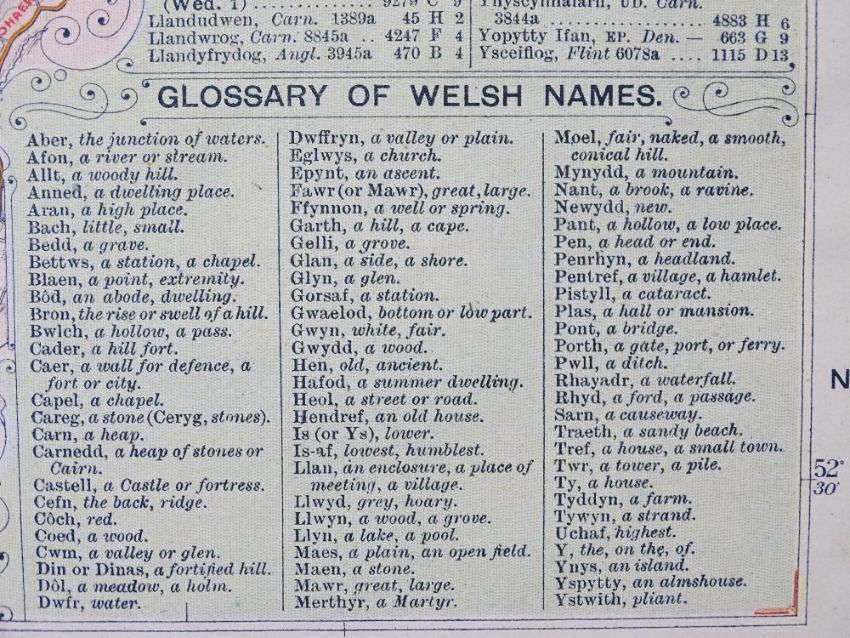 (Wed. 1)
Llandudwen, Carn. 1389a 45 H 2
Llandwrog, Carn. 8845a .. 4247 F 4
Llandyfrydog, Angl. 3945a 470 B 4
3844a .................... 4883 H 6
Yopytty Ifan, EP. Den. — 663 G 9
Ysceiflog, Flint 6078a .... 1115 D13
GLOSSARY OF WELSH NAMES.
Aber, the junction of waters.
Afon, a river or stream.
Allt, a woody hill.
Anned, a dwelling place.
Aran, a high place.
Bach, little, small.
Bedd, a grave.
Bettws, a station, a chapel.
Blaen, a point, extremity.
Bôd, an abode, dwelling.
Bron, the rise or swell of a hill.
Bwlch, a hollow, a pass.
Cader, a hill fort.
Caer, a wall for defence, a
fort or city.
Capel, a chapel.
Careg, a stone (Ceryg, stones).
Carn, a heap.
Carnedd, a heap of stones or
Cairn.
Castell, a Castle or fortress.
Cefn, the back, ridge.
Côch, red.
Coed, a wood.
Cwm, a valley or glen.
Din or Dinas, a fortified hill.
Dôl, a meadow, a holm.
Dwfr, water.
Dwffryn, a valley or plain.
Eglwys, a church.
Epynt, an ascent.
Fawr (or Mawr), great, large.
Ffynnon, a well or spring.
Garth, a hill, a cape.
Gelli, a grove.
Glan, a side, a shore.
Glyn, a glen.
Gorsaf, a station.
Gwaelod, bottom or low part.
Gwyn, white, fair.
Gwydd, a wood.
Hen, old, ancient.
Hafod, a summer dwelling.
Heol, a street or road.
Hendref, an old house.
Is (or Ys), lower.
Is-af, lowest, humblest.
Llan, an enclosure, a place of
meeting, a village.
Llwyd, grey, hoary.
Llwyn, a wood, a grove.
Llyn, a lake, a pool.
Maes, a plain, an open field.
Maen, a stone.
Mawr, great, large.
Merthyr, a Martyr.
Moel, fair, naked, a smooth,
conical hill.
Mynydd, a mountain.
Nant, a brook, a ravine.
Newydd, new.
Pant, a hollow, a low place.
Pen, a head or end.
Penrhyn, a headland.
Pentref, a village, a hamlet.
Pistyll, a cataract.
Plas, a hall or mansion.
Pont, a bridge.
Porth, a gate, port, or ferry.
Pwll, a ditch.
Rhayadr, a waterfall.
Rhyd, a ford, a passage.
Sarn, a causeway.
Traeth, a sandy beach.
Tref, a house, a small town.
Twr, a tower, a pile.
Ty, a house.
Tyddyn, a farm.
Tywyn, a strand.
Uchaf, highest.
Y, the, on the, of.
Ynys, an island.
Yspytty, an almshouse.
Ystwith, pliant.
N
52°
30'